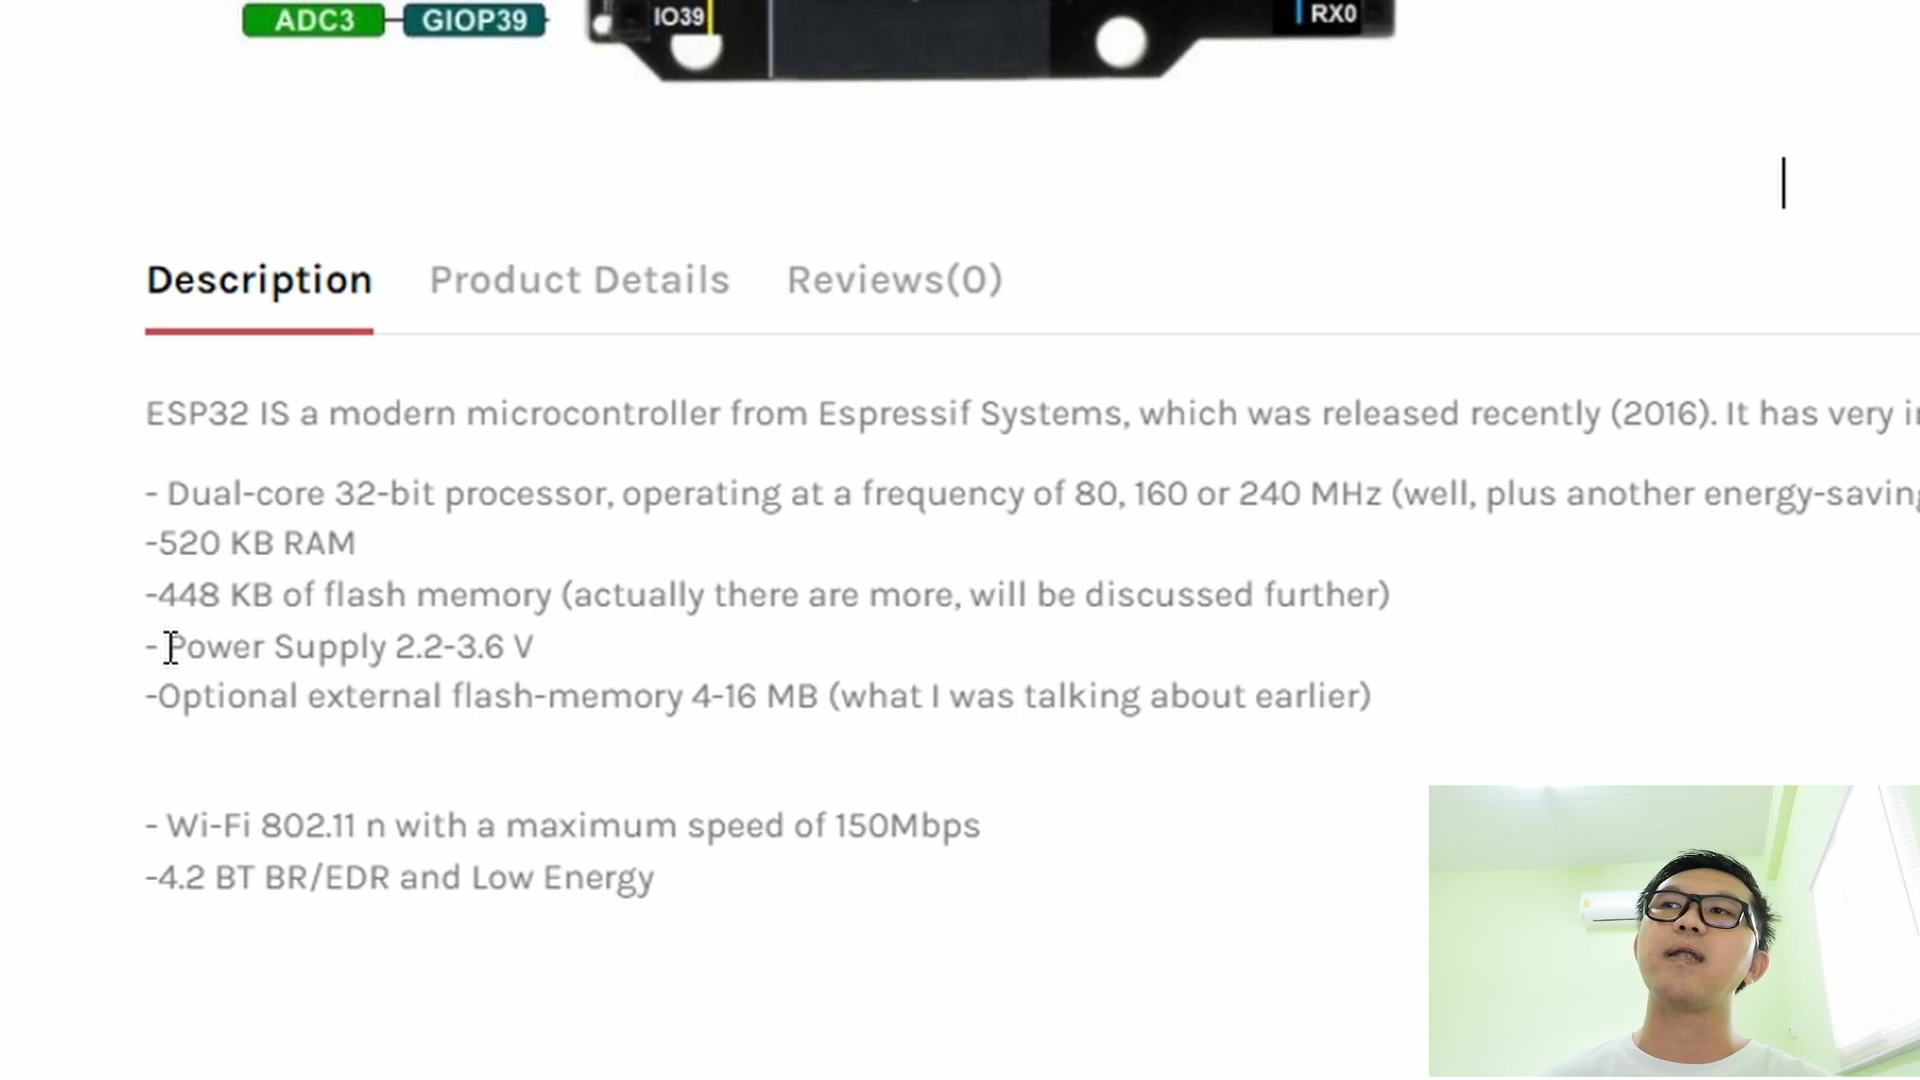 ADC3 GIOP39 IO39 RX0
Description Product Details Reviews(0)
ESP32 IS a modern microcontroller from Espressif Systems, which was released recently (2016). It has very
- Dual-core 32-bit processor, operating at a frequency of 80, 160 or 240 MHz (well, plus another energy-saving
-520 KB RAM
-448 KB of flash memory (actually there are more, will be discussed further)
- Power Supply 2.2-3.6 V
-Optional external flash-memory 4-16 MB (what I was talking about earlier)
- Wi-Fi 802.11 n with a maximum speed of 150Mbps
-4.2 BT BR/EDR and Low Energy